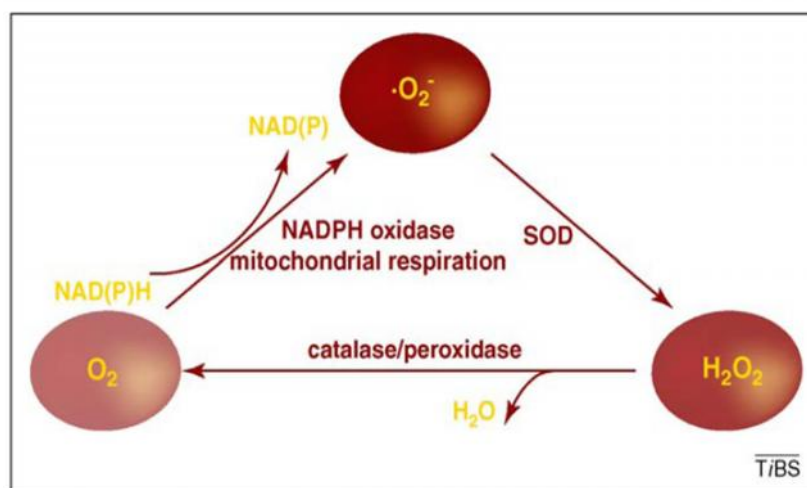 ·O₂⁻
NAD(P)
NADPH oxidase
mitochondrial respiration
SOD
NAD(P)H
O₂
catalase/peroxidase
H₂O₂
H₂O
TiBS